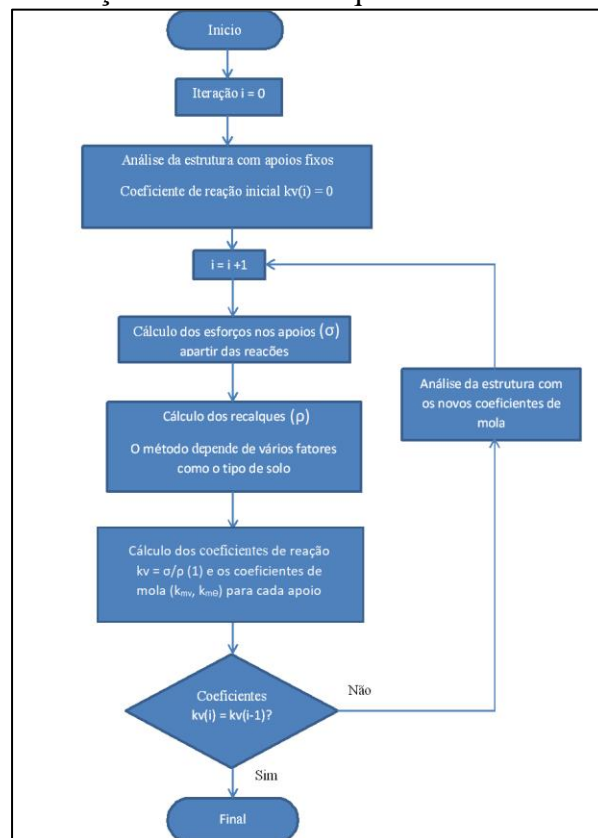 Inicio
Iteração i = 0
Análise da estrutura com apoios fixos
Coeficiente de reação inicial kv(i) = 0
i = i +1
Cálculo dos esforços nos apoios (σ)
apartir das reacões
Cálculo dos recalques (ρ)
O método depende de vários fatores
como o tipo de solo
Cálculo dos coeficientes de reação
kv = σ/ρ (1) e os coeficientes de
mola (kmv, kmθ) para cada apoio
Coeficientes
kv(i) = kv(i-1)?
Não
Análise da estrutura com
os novos coeficientes de
mola
Sim
Final